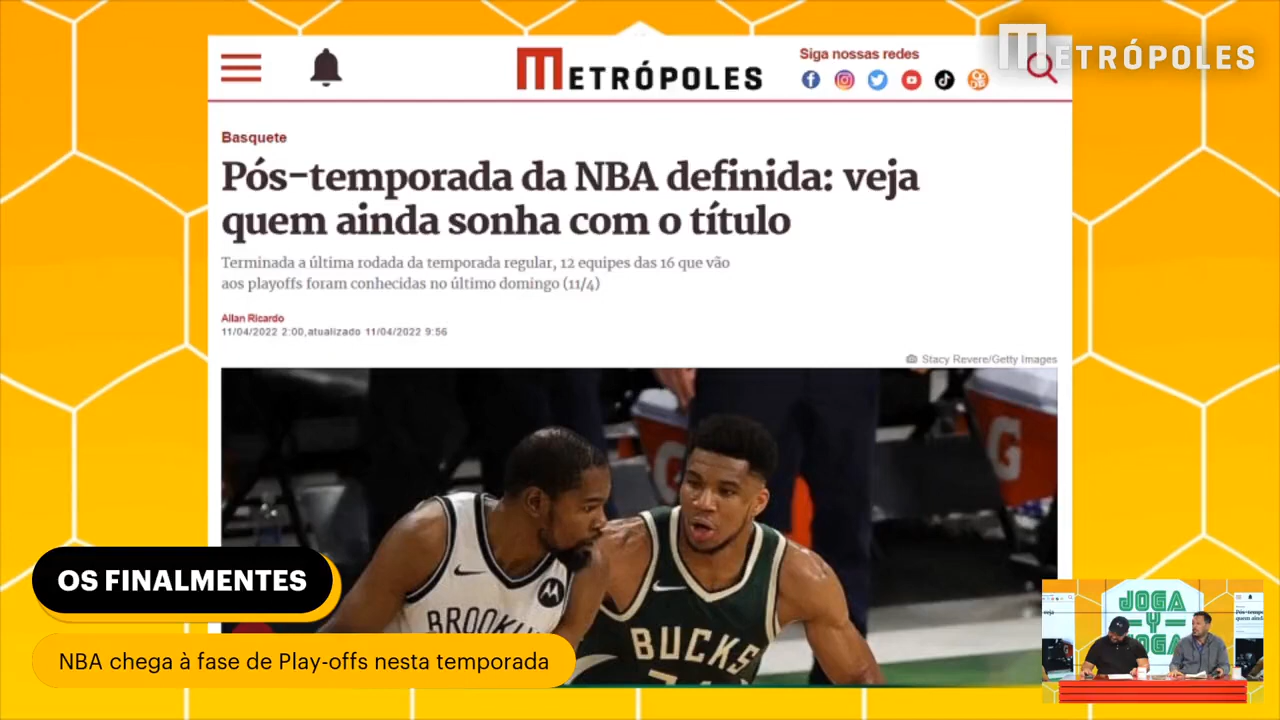 METRÓPOLES
Siga nossas redes
METRÓPOLES
Basquete
Pós-temporada da NBA definida: veja
quem ainda sonha com o título
Terminada a última rodada da temporada regular, 12 equipes das 16 que vão
aos playoffs foram conhecidas no último domingo (11/4)
Allan Ricardo
11/04/2022 2:00,atualizado 11/04/2022 9:56
Stacy Revere/Getty Images
G
BUCKS
OS FINALMENTES
NBA chega à fase de Play-offs nesta temporada
JOGA
Y
JOGA